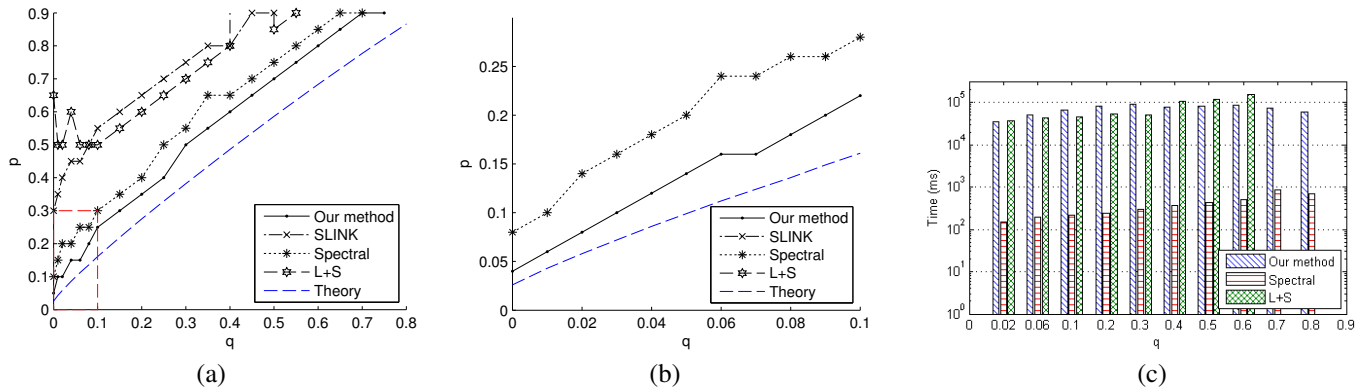 0.9
0.8
0.7
0.6
0.5
0.4
0.3
0.2
0.1
0
p
0 0.1 0.2 0.3 0.4 0.5 0.6 0.7 0.8
q
Our method
SLINK
Spectral
L+S
Theory
(a)
0.25
0.2
0.15
0.1
0.05
0
p
0 0.02 0.04 0.06 0.08 0.1
q
Our method
SLINK
Spectral
L+S
Theory
(b)
10^5
10^4
10^3
10^2
10^1
10^0
Time (ms)
0 0.02 0.06 0.1 0.2 0.3 0.4 0.5 0.6 0.7 0.8 0.9
q
Our method
Spectral
L+S
(c)